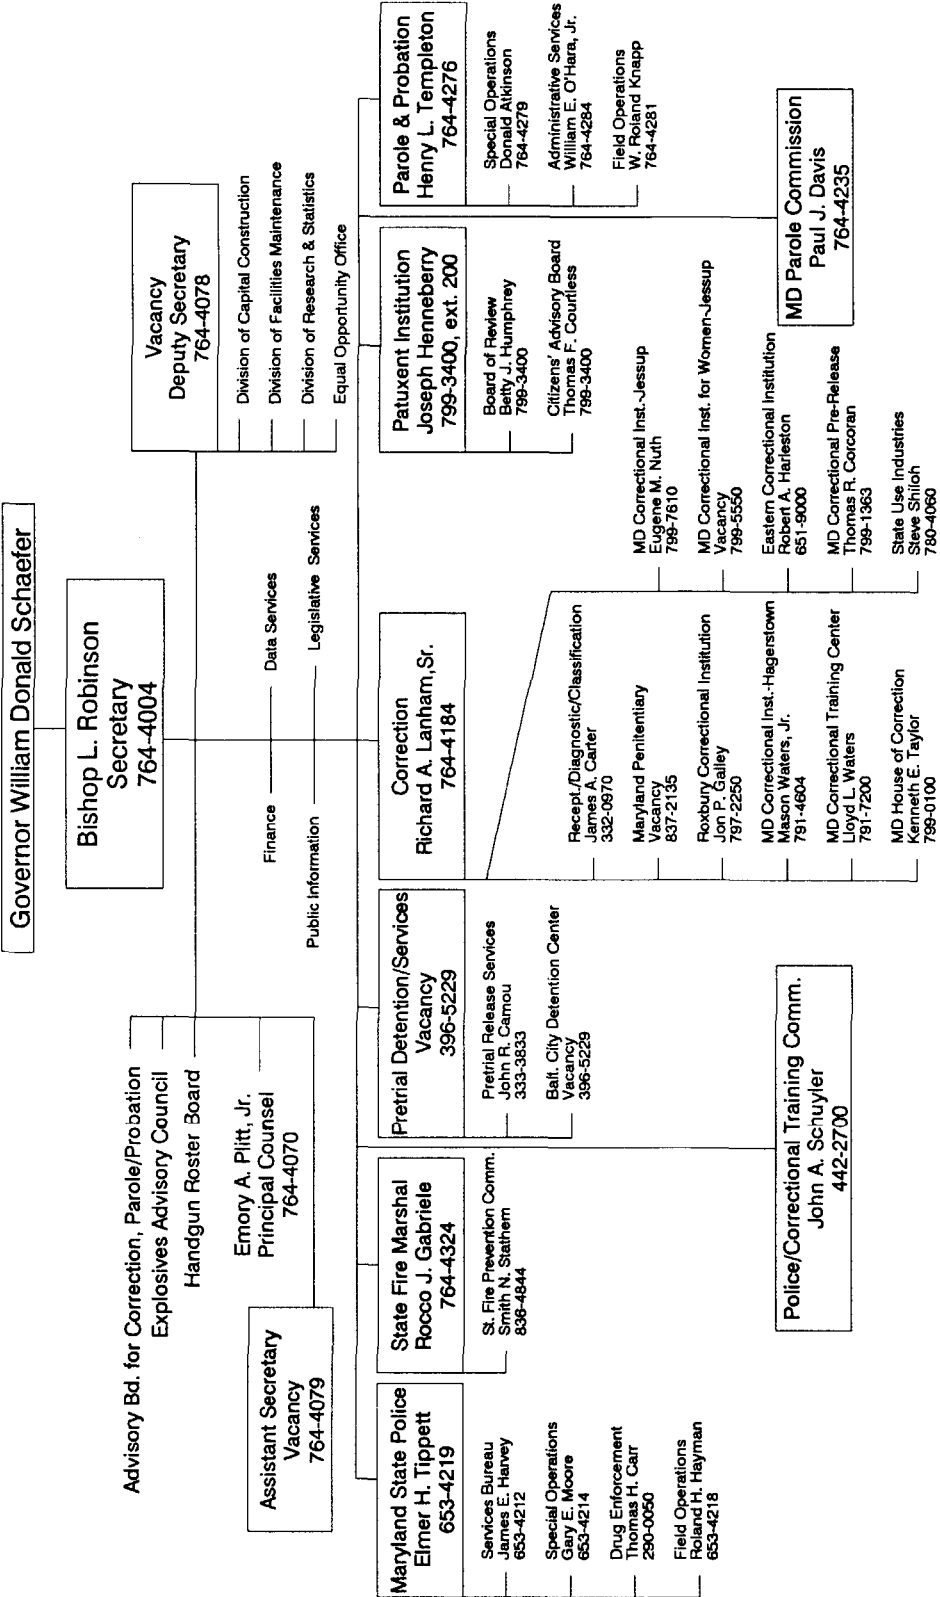 Governor William Donald Schaefer
Bishop L. Robinson
Secretary
764-4004
Advisory Bd. for Correction, Parole/Probation
Explosives Advisory Council
Handgun Roster Board
Emory A. Plitt, Jr.
Principal Counsel
764-4070
Assistant Secretary
Vacancy
764-4079
Vacancy
Deputy Secretary
764-4078
Division of Capital Construction
Division of Facilities Maintenance
Division of Research & Statistics
Equal Opportunity Office
Finance
Data Services
Public Information
Legislative Services
Maryland State Police
Elmer H. Tippett
653-4219
Services Bureau
James E. Harvey
653-4212
Special Operations
Gary E. Moore
653-4214
Drug Enforcement
Thomas H. Carr
290-0050
Field Operations
Roland H. Hayman
653-4218
State Fire Marshal
Rocco J. Gabriele
764-4324
St. Fire Prevention Comm.
Smith N. Stathem
836-4844
Pretrial Detention/Services
Vacancy
396-5229
Pretrial Release Services
John R. Camou
333-3833
Balt. City Detention Center
Vacancy
396-5229
Correction
Richard A. Lanham, Sr.
764-4184
Recept./Diagnostic/Classification
James A. Carter
332-0970
Maryland Penitentiary
Vacancy
837-2135
Roxbury Correctional Institution
Jon P. Galley
797-2250
MD Correctional Inst.-Hagerstown
Mason Waters, Jr.
791-4604
MD Correctional Training Center
Lloyd L. Waters
791-7200
MD House of Correction
Kenneth E. Taylor
799-0100
MD Correctional Inst.-Jessup
Eugene M. Nuth
799-7610
MD Correctional Inst. for Women-Jessup
Vacancy
799-5550
Eastern Correctional Institution
Robert A. Harleston
651-9000
MD Correctional Pre-Release
Thomas R. Corcoran
799-1363
State Use Industries
Steve Shiloh
780-4060
Patuxent Institution
Joseph Henneberry
799-3400, ext. 200
Board of Review
Betty J. Humphrey
799-3400
Citizens' Advisory Board
Thomas F. Courtless
799-3400
Parole & Probation
Henry L. Templeton
764-4276
Special Operations
Donald Atkinson
764-4279
Administrative Services
William E. O'Hara, Jr.
764-4284
Field Operations
W. Roland Knapp
764-4281
Police/Correctional Training Comm.
John A. Schuyler
442-2700
MD Parole Commission
Paul J. Davis
764-4235